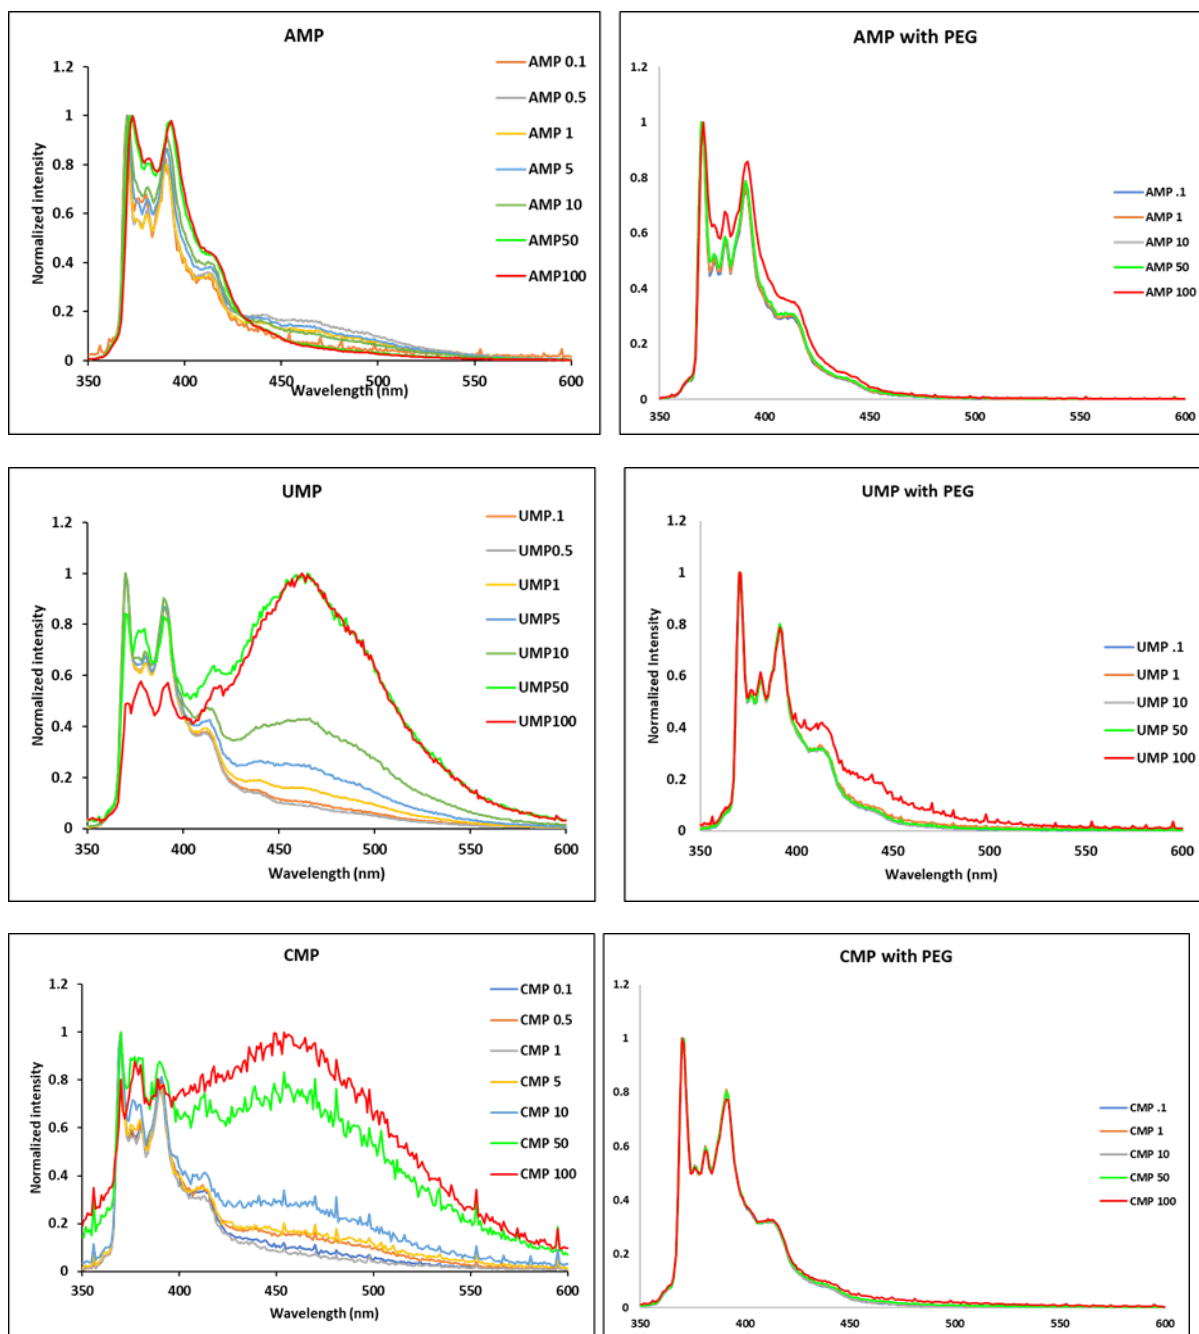 AMP
1.2
1
0.8
0.6
0.4
0.2
0
Normalized intensity
350 400 450 500 550 600
Wavelength (nm)
AMP 0.1
AMP 0.5
AMP 1
AMP 5
AMP 10
AMP50
AMP100
AMP with PEG
1.2
1
0.8
0.6
0.4
0.2
0
Normalized intensity
350 400 450 500 550 600
AMP .1
AMP 1
AMP 10
AMP 50
AMP 100
UMP
1.2
1
0.8
0.6
0.4
0.2
0
Normalized intensity
350 400 450 500 550 600
Wavelength (nm)
UMP.1
UMP0.5
UMP1
UMP5
UMP10
UMP50
UMP100
UMP with PEG
1.2
1
0.8
0.6
0.4
0.2
0
Normalized Intensity
350 400 450 500 550 600
Wavelength (nm)
UMP .1
UMP 1
UMP 10
UMP 50
UMP 100
CMP
1.2
1
0.8
0.6
0.4
0.2
0
Normalized intensity
350 400 450 500 550 600
Wavelength (nm)
CMP 0.1
CMP 0.5
CMP 1
CMP 5
CMP 10
CMP 50
CMP 100
CMP with PEG
1.2
1
0.8
0.6
0.4
0.2
0
350 400 450 500 550 600
CMP .1
CMP 1
CMP 10
CMP 50
CMP 100